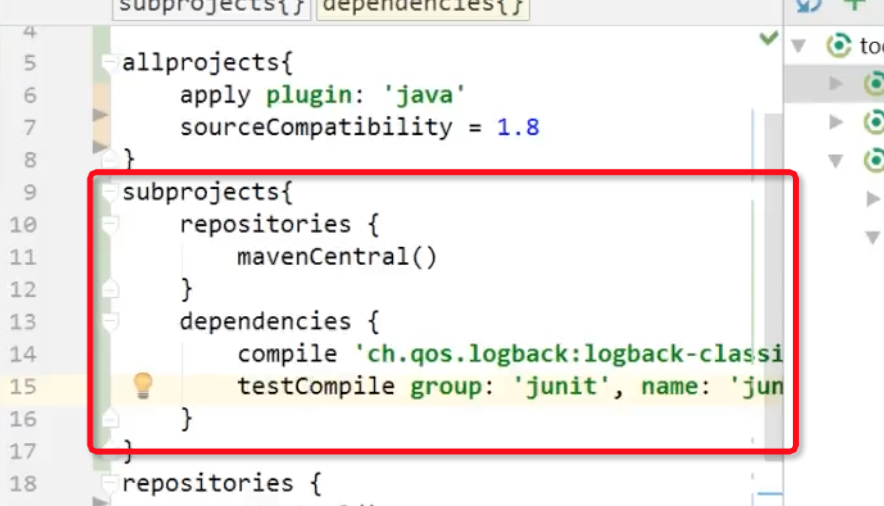 subprojects{} dependencies{}
4
5 allprojects{
6 apply plugin: 'java'
7 sourceCompatibility = 1.8
8 }
9 subprojects{
10 repositories {
11 mavenCentral()
12 }
13 dependencies {
14 compile 'ch.qos.logback:logback-classi
15 testCompile group: 'junit', name: 'jun
16 }
17 }
18 repositories {